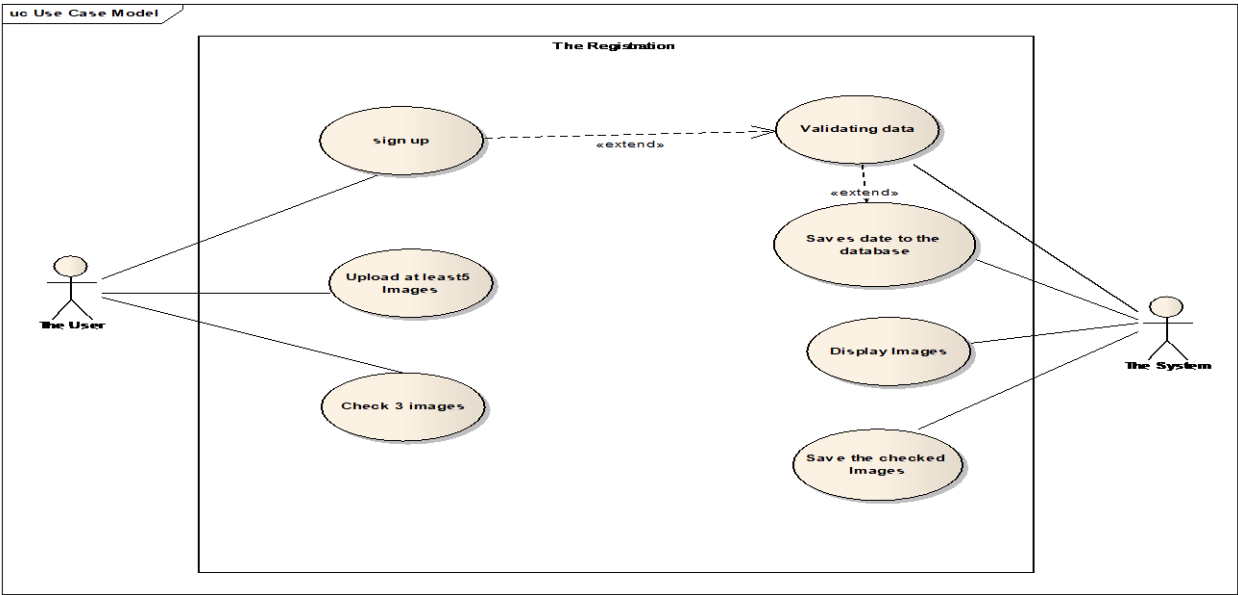 uc Use Case Model
The Registration
sign up
«extend»
Validating data
«extend»
Saves date to the
database
Upload at least5
Images
The User
Display Images
The System
Check 3 images
Save the checked
Images